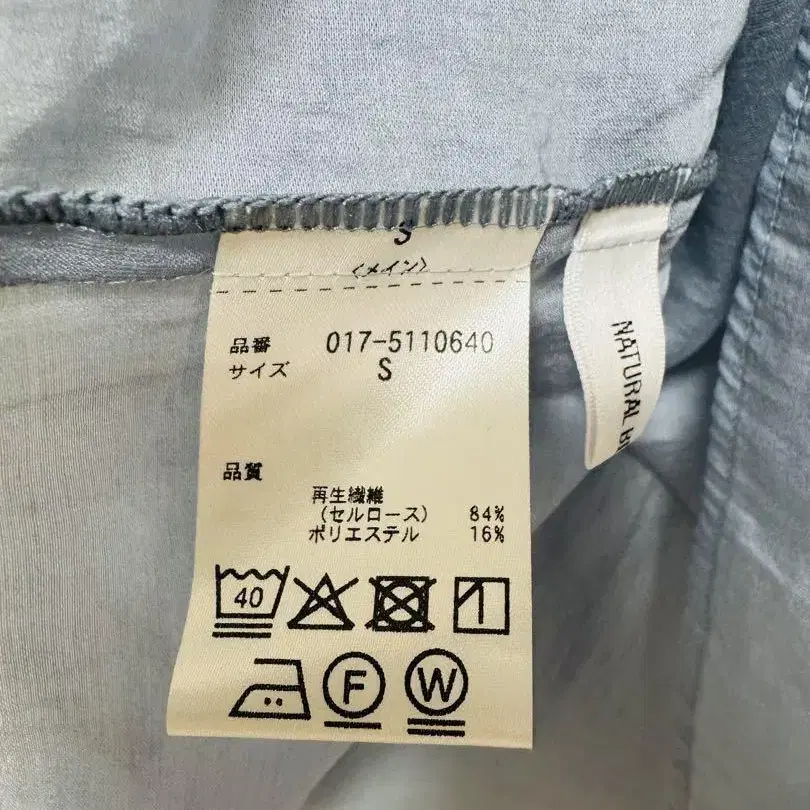 S
〈メイン〉
品番 017-5110640
サイズ S
品質
再生繊維
(セルロース) 84%
ポリエステル 16%
40
F
W
NATURAL